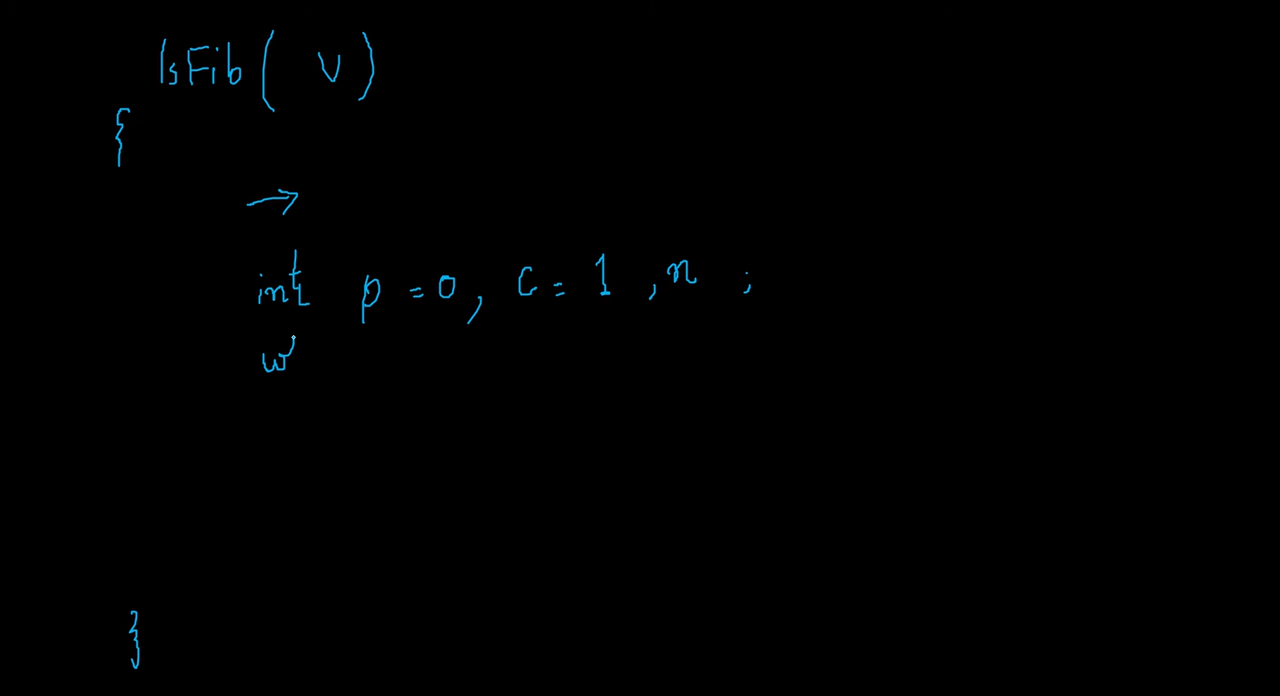 IsFib( V)
{
→
int p = 0, C = 1, n ;
w
}